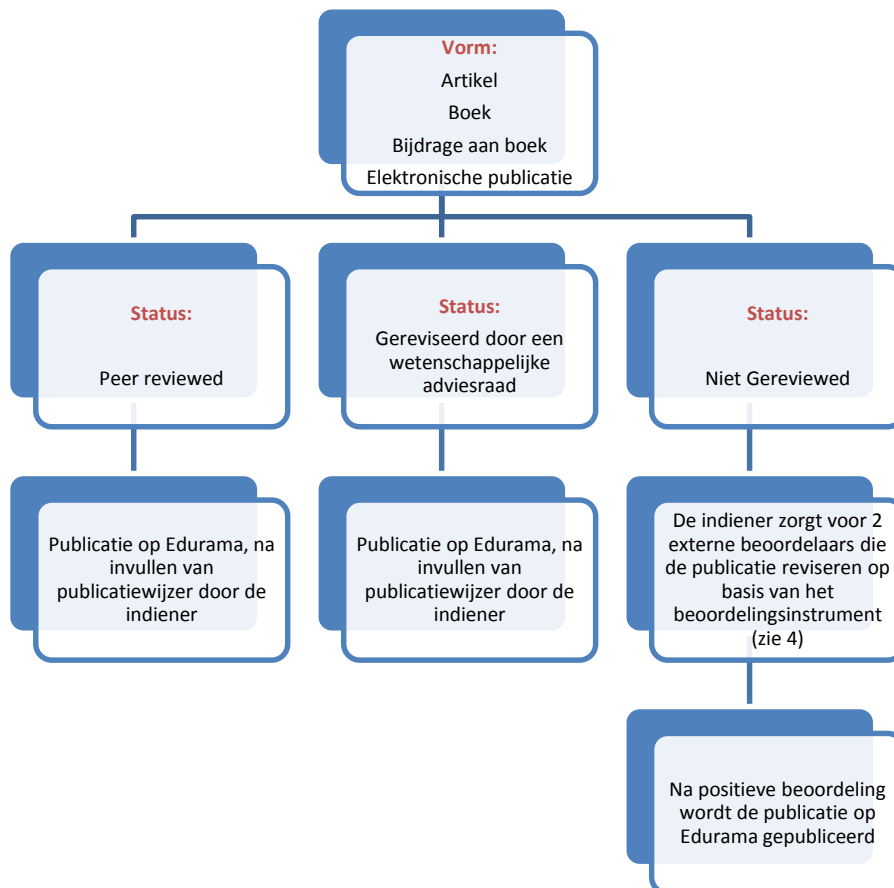 Vorm:
Artikel
Boek
Bijdrage aan boek
Elektronische publicatie
Status:
Peer reviewed
Status:
Gereviseerd door een
wetenschappelijke
adviesraad
Status:
Niet Gereviewed
Publicatie op Edurama, na
invullen van
publicatiewijzer door de
indiener
Publicatie op Edurama, na
invullen van
publicatiewijzer door de
indiener
De indiener zorgt voor 2
externe beoordelaars die
de publicatie reviseren op
basis van het
beoordelingsinstrument
(zie 4)
Na positieve beoordeling
wordt de publicatie op
Edurama gepubliceerd